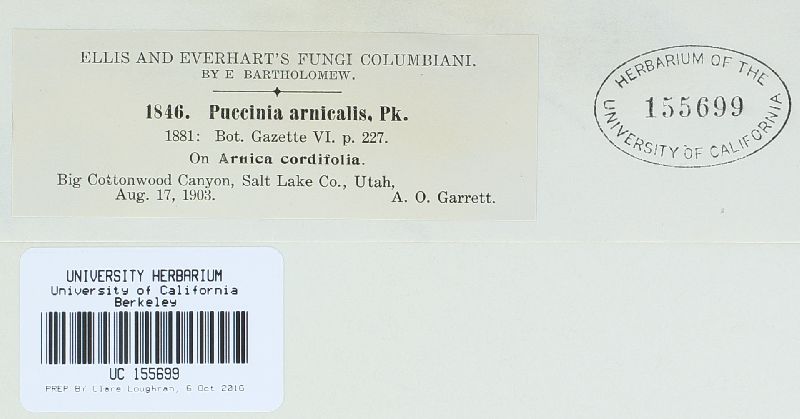 ELLIS AND EVERHART'S FUNGI COLUMBIANI.
BY E BARTHOLOMEW.
1846. Puccinia arnicalis, Pk.
1881: Bot. Gazette VI. p. 227.
On Arnica cordifolia.
Big Cottonwood Canyon, Salt Lake Co., Utah,
Aug. 17, 1903. A. O. Garrett.
HERBARIUM OF THE
155699
UNIVERSITY OF CALIFORNIA
UNIVERSITY HERBARIUM
University of California
Berkeley
UC 155699
PREP BY Clare Loughran, 6 Oct 2016